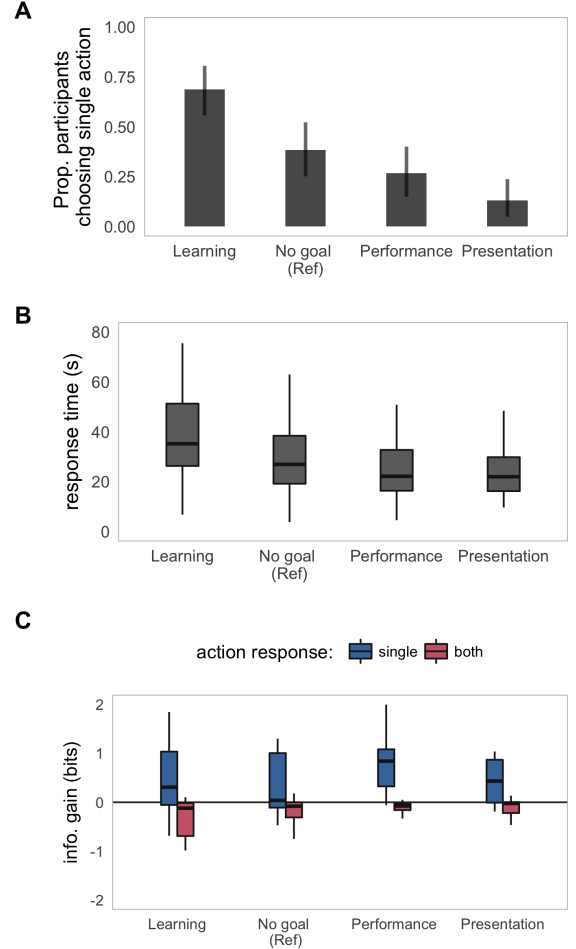 A
Prop. participants
choosing single action
1.00
0.75
0.50
0.25
0.00
Learning
No goal
(Ref)
Performance
Presentation
B
response time (s)
80
60
40
20
0
Learning
No goal
(Ref)
Performance
Presentation
C
action response:
single
both
info. gain (bits)
2
1
0
-1
-2
Learning
No goal
(Ref)
Performance
Presentation